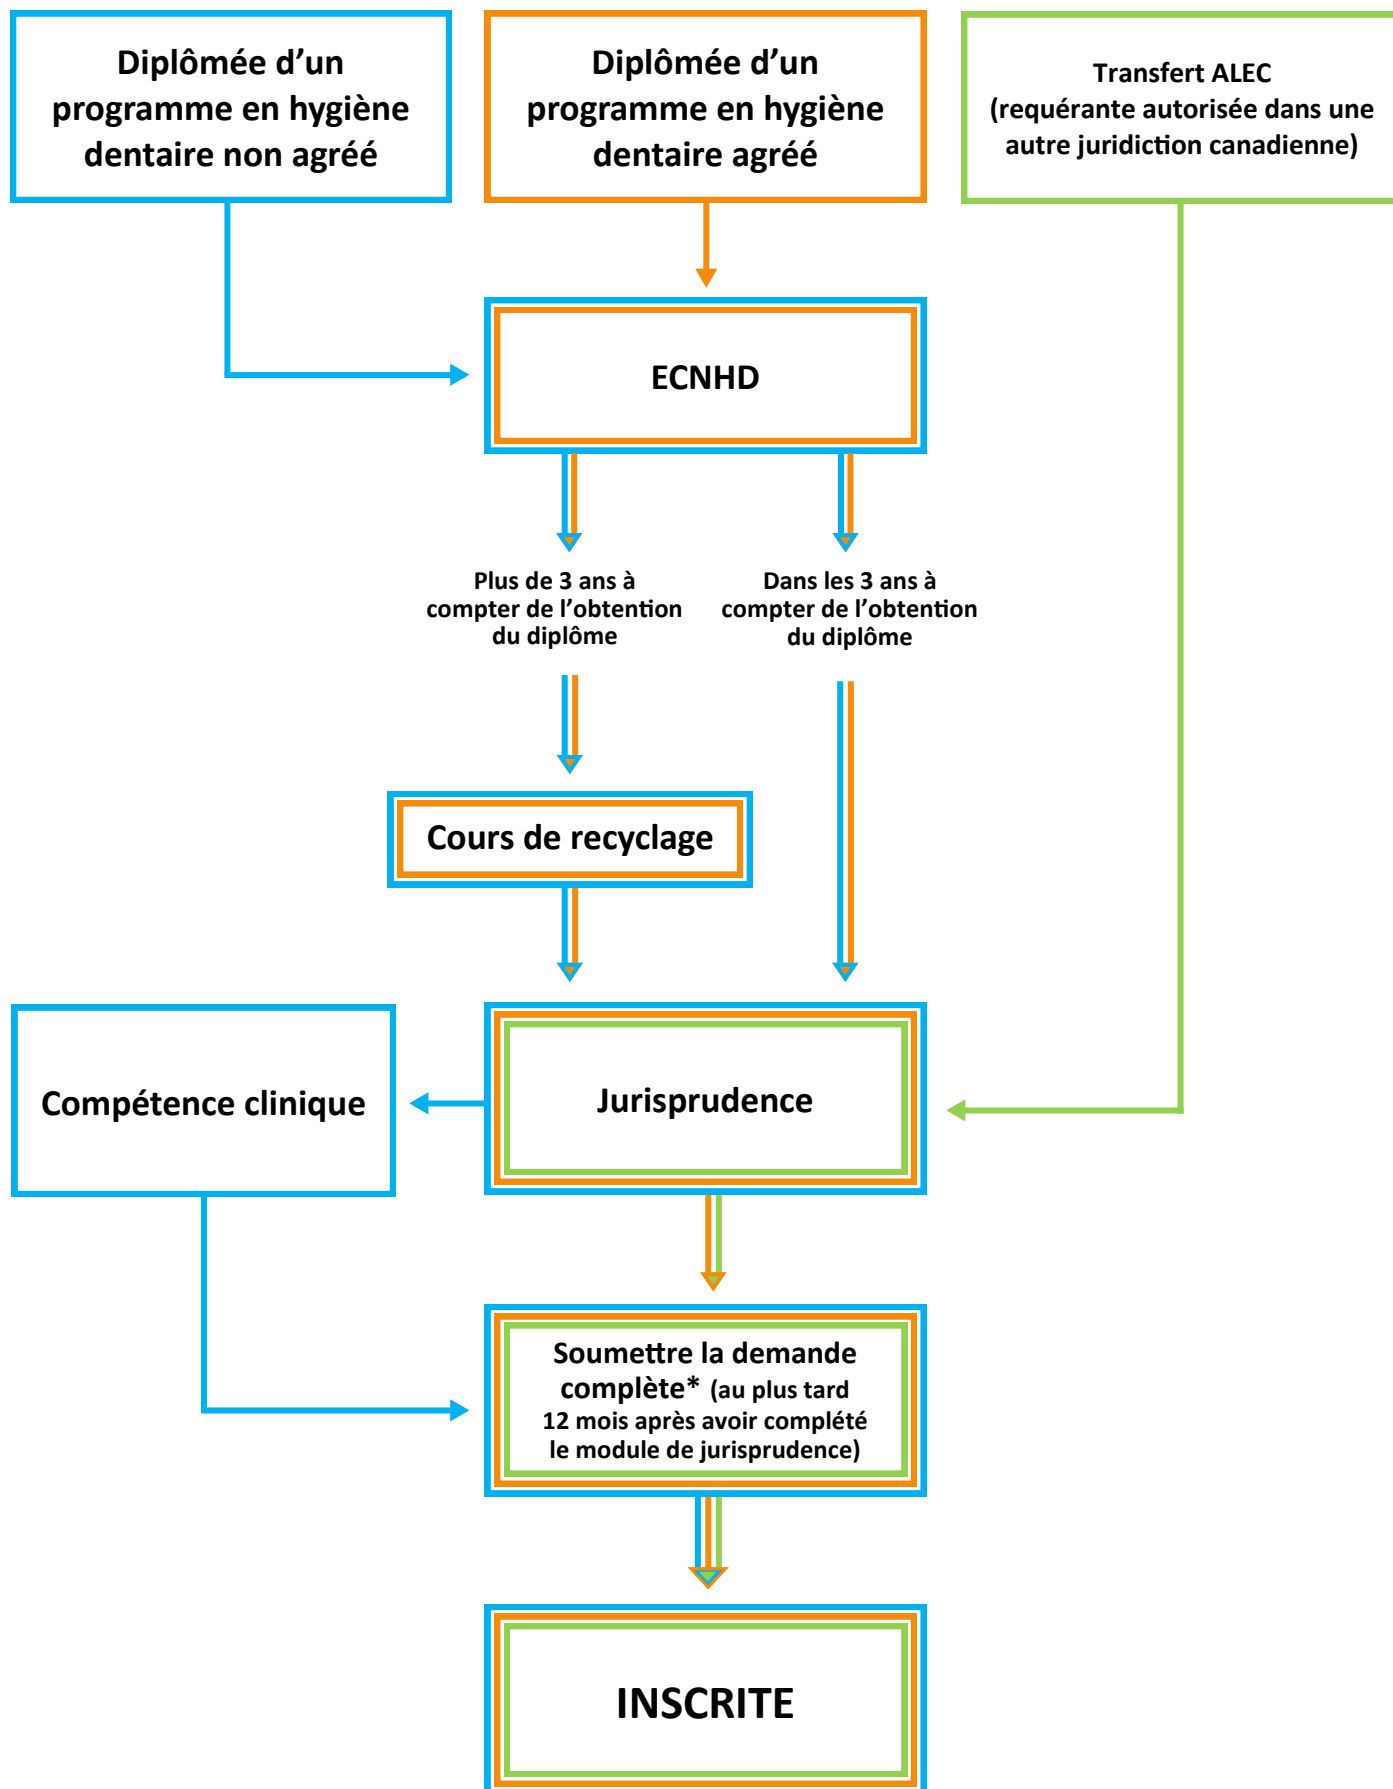 Diplômée d’un
programme en hygiène
dentaire non agréé
Diplômée d’un
programme en hygiène
dentaire agréé
Transfert ALEC
(requérante autorisée dans une
autre juridiction canadienne)
ECNHD
Plus de 3 ans à
compter de l’obtention
du diplôme
Dans les 3 ans à
compter de l’obtention
du diplôme
Cours de recyclage
Compétence clinique
Jurisprudence
Soumettre la demande
complète* (au plus tard
12 mois après avoir complété
le module de jurisprudence)
INSCRITE